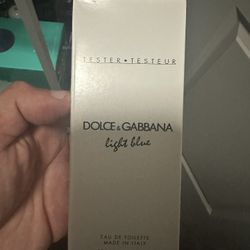 TESTER • TESTEUR
DOLCE & GABBANA
light blue
EAU DE TOILETTE
MADE IN ITALY